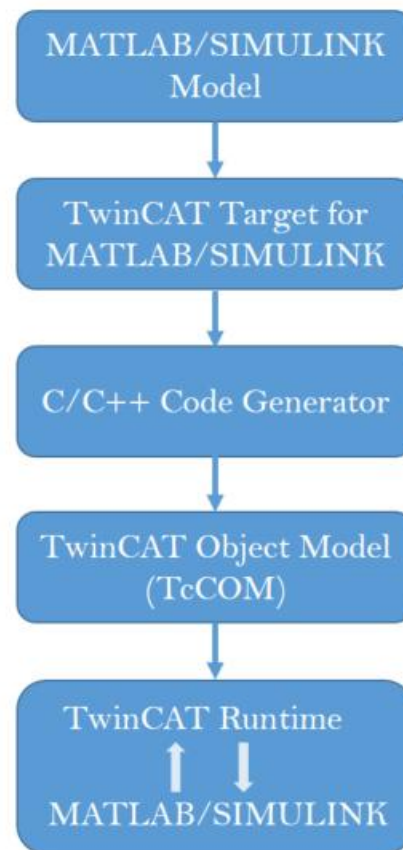 MATLAB/SIMULINK
Model
TwinCAT Target for
MATLAB/SIMULINK
C/C++ Code Generator
TwinCAT Object Model
(TcCOM)
TwinCAT Runtime
MATLAB/SIMULINK